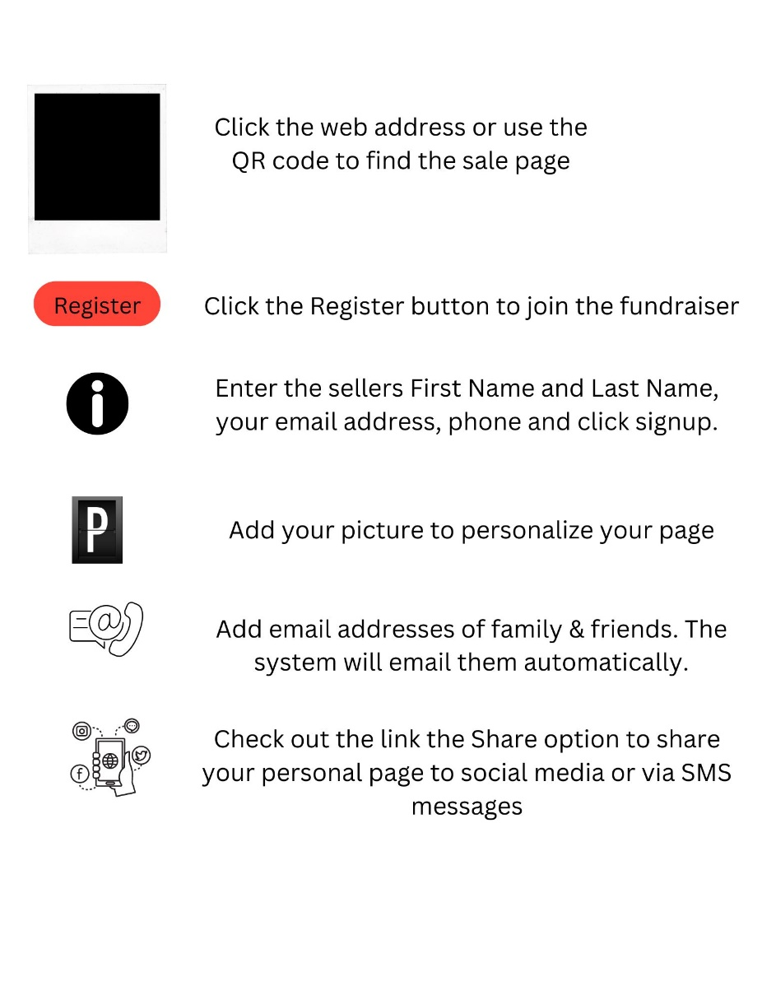 Click the web address or use the
QR code to find the sale page
Register
Click the Register button to join the fundraiser
Enter the sellers First Name and Last Name,
your email address, phone and click signup.
P
Add your picture to personalize your page
Add email addresses of family & friends. The
system will email them automatically.
Check out the link the Share option to share
your personal page to social media or via SMS
messages